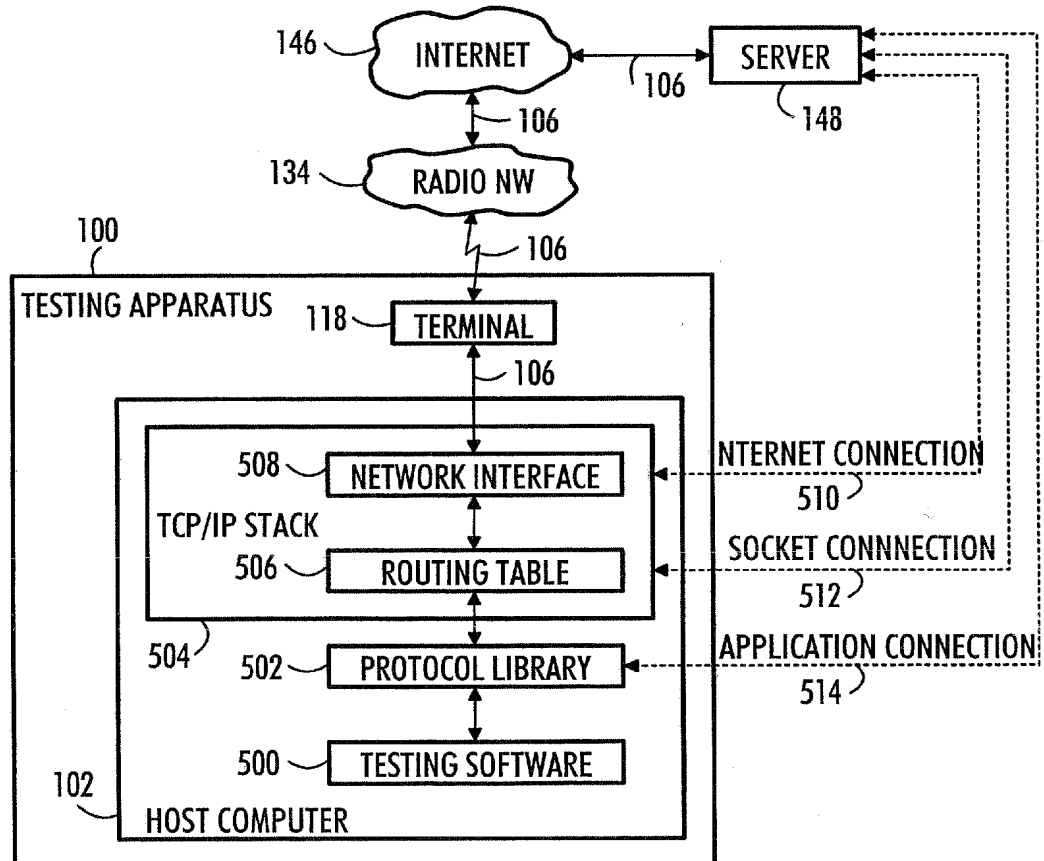 146
INTERNET
SERVER
106
148
106
134
RADIO NW
106
100
TESTING APPARATUS
118
TERMINAL
106
508
NETWORK INTERFACE
NTERNET CONNECTION
510
TCP/IP STACK
506
ROUTING TABLE
SOCKET CONNNECTION
512
504
502
PROTOCOL LIBRARY
APPLICATION CONNECTION
514
500
TESTING SOFTWARE
102
HOST COMPUTER